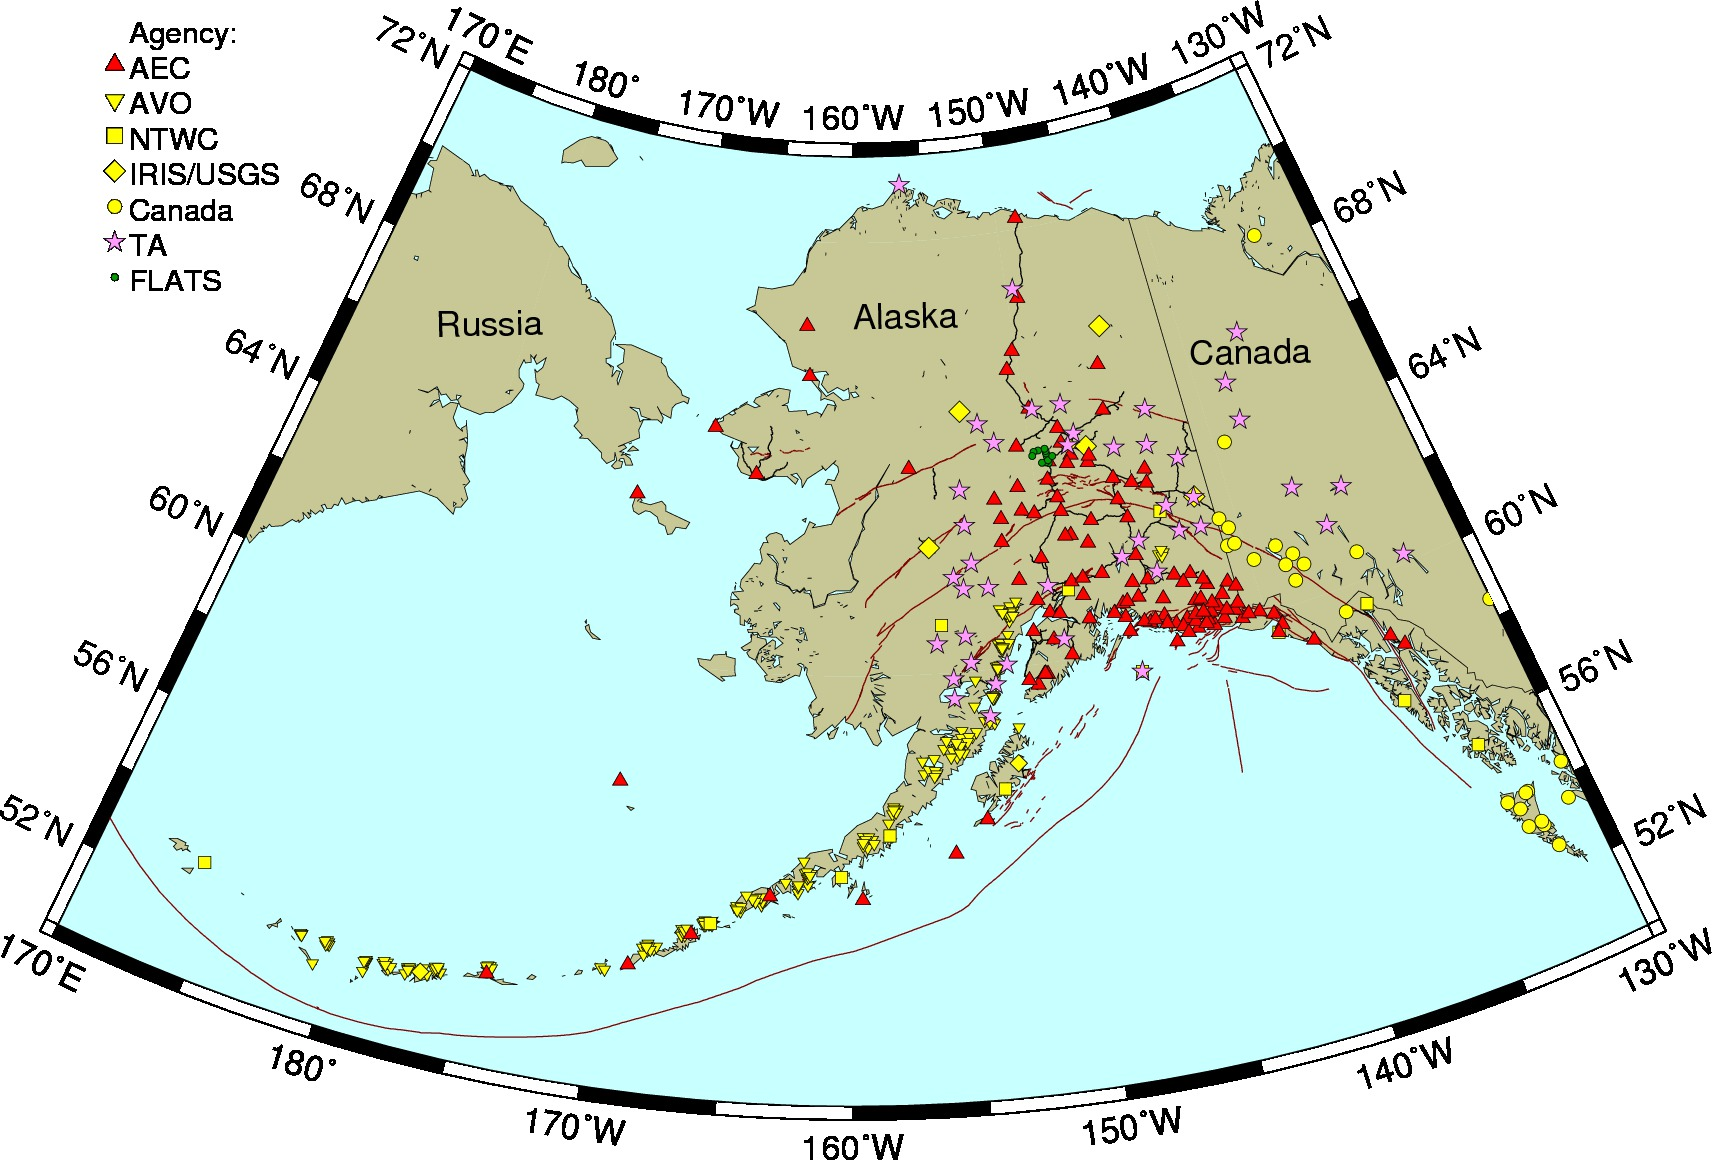 Agency:
AEC
AVO
NTWC
IRIS/USGS
Canada
TA
FLATS
170°E
180°
170°W
160°W
150°W
140°W
130°W
72°N
72°N
68°N
68°N
64°N
64°N
60°N
60°N
56°N
56°N
52°N
52°N
Russia
Alaska
Canada
170°E
180°
170°W
160°W
150°W
140°W
130°W